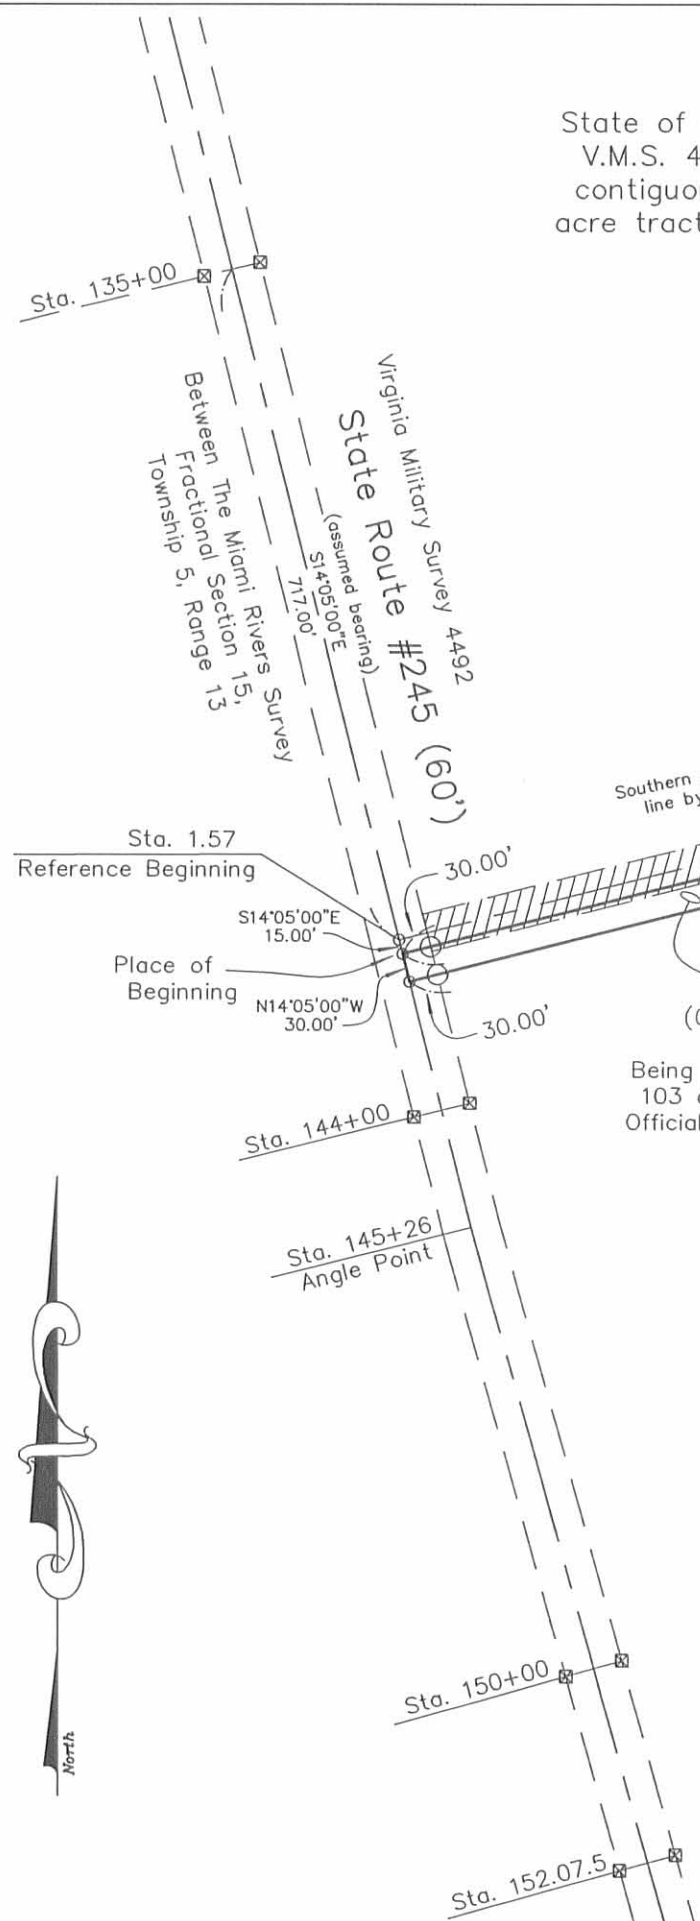 State of
V.M.S. 4
contiguo
acre tract
Sta. 135+00
Virginia Military Survey 4492
State Route #245 (60')
(assumed bearing)
S14°05'00"E
717.00'
Between The Miami Rivers Survey
Fractional Section 15,
Township 5, Range 13
Southern
line by
Sta. 1.57
Reference Beginning
30.00'
S14°05'00"E
15.00'
Place of
Beginning
N14°05'00"W
30.00'
30.00'
(
Being
103
Official
Sta. 144+00
Sta. 145+26
Angle Point
Sta. 150+00
North
Sta. 152.07.5